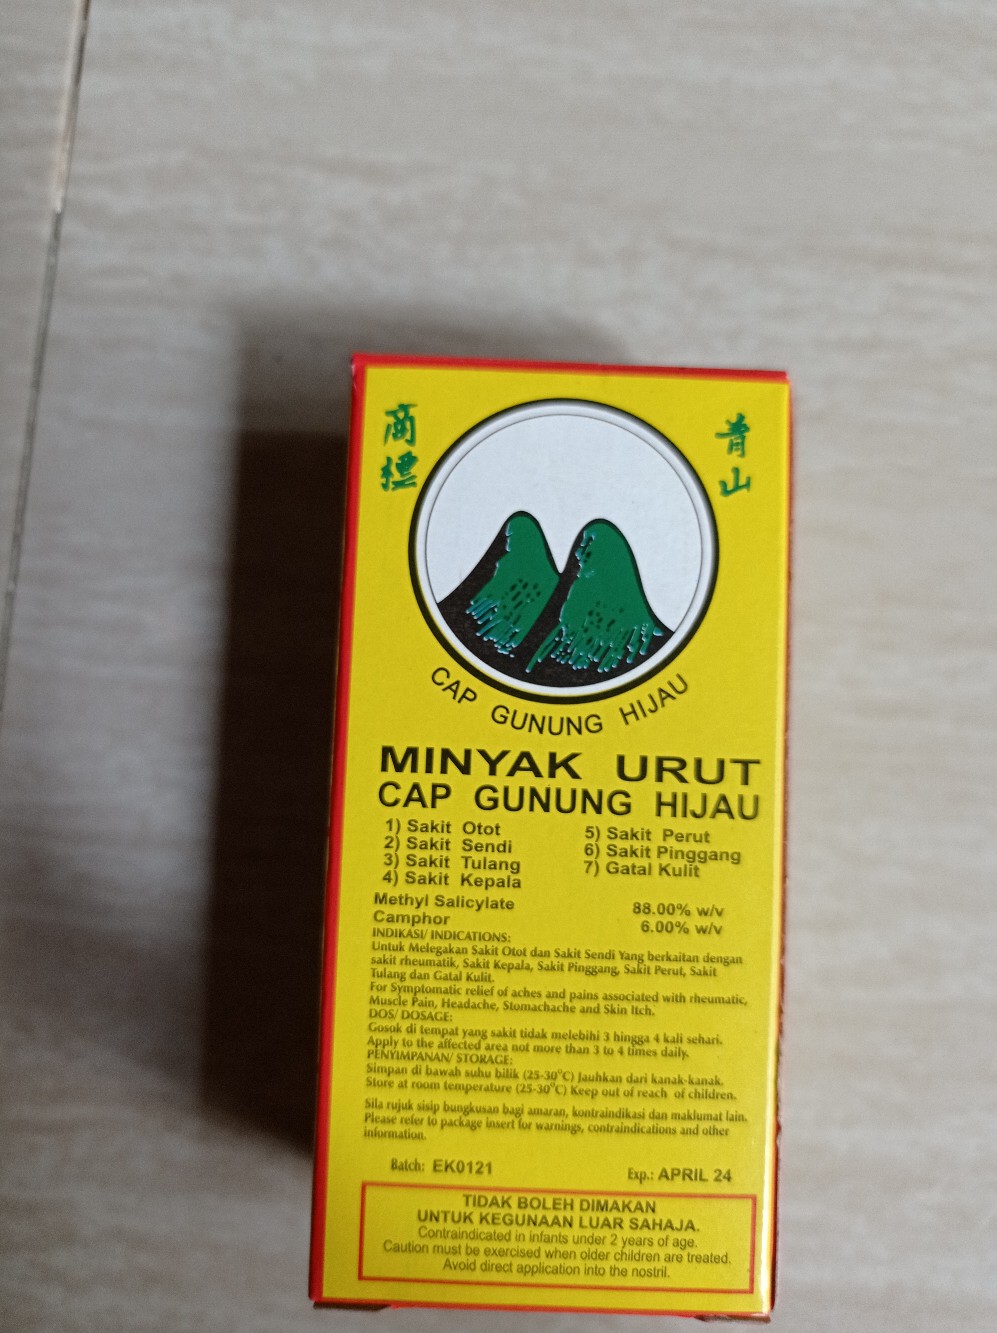 商標
青山
CAP GUNUNG HIJAU
MINYAK URUT
CAP GUNUNG HIJAU
1) Sakit Otot
2) Sakit Sendi
3) Sakit Tulang
4) Sakit Kepala
5) Sakit Perut
6) Sakit Pinggang
7) Gatal Kulit
Methyl Salicylate 88.00% w/v
Camphor 6.00% w/v
INDIKASI/ INDICATIONS:
Untuk Melegakan Sakit Otot dan Sakit Sendi Yang berkaitan dengan
sakit rheumatik, Sakit Kepala, Sakit Pinggang, Sakit Perut, Sakit
Tulang dan Gatal Kulit.
For Symptomatic relief of aches and pains associated with rheumatic,
Muscle Pain, Headache, Stomachache and Skin Itch.
DOS/ DOSAGE:
Gosok di tempat yang sakit tidak melebihi 3 hingga 4 kali sehari.
Apply to the affected area not more than 3 to 4 times daily.
PENYIMPANAN/ STORAGE:
Simpan di bawah suhu bilik (25-30°C) Jauhkan dari kanak-kanak.
Store at room temperature (25-30°C) Keep out of reach of children.
Sila rujuk sisip bungkusan bagi amaran, kontraindikasi dan maklumat lain.
Please refer to package insert for warnings, contraindications and other
information.
Batch: EK0121 Exp.: APRIL 24
TIDAK BOLEH DIMAKAN
UNTUK KEGUNAAN LUAR SAHAJA.
Contraindicated in infants under 2 years of age.
Caution must be exercised when older children are treated.
Avoid direct application into the nostril.